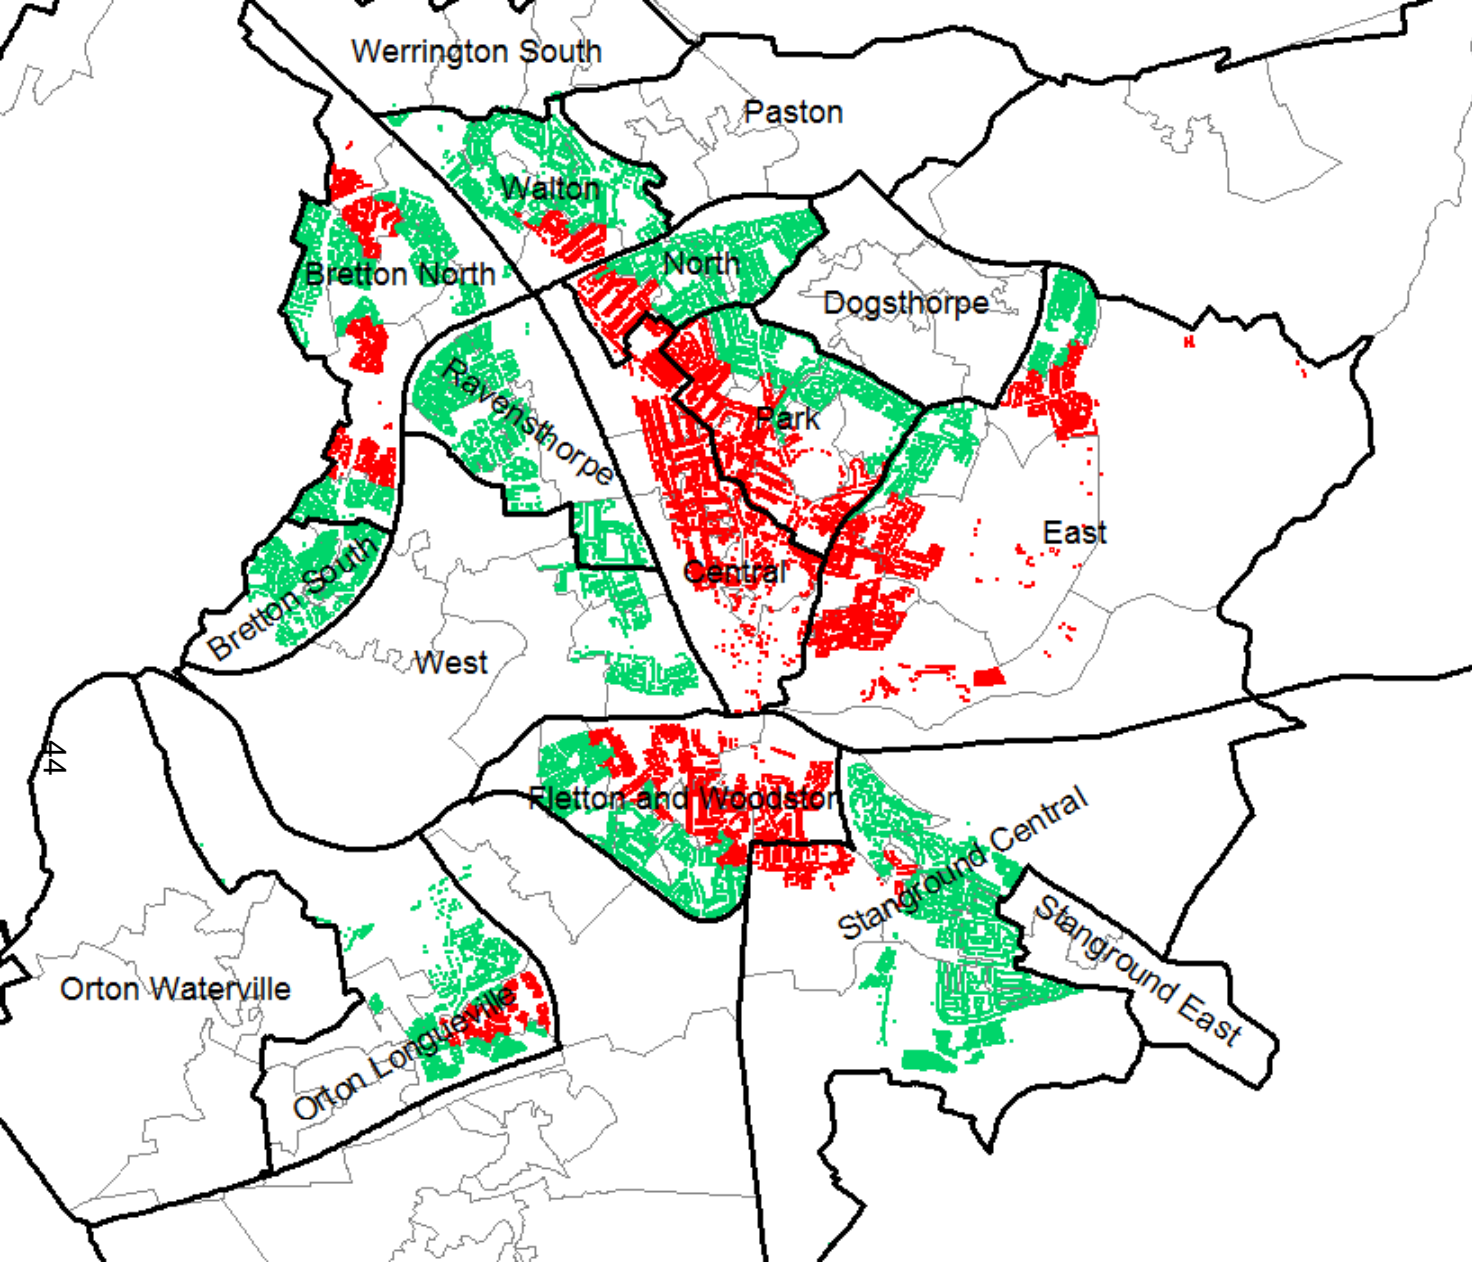 Werrington South
Paston
Walton
North
Bretton North
Dogsthorpe
Ravensthorpe
Park
East
Central
Bretton South
West
44
Fletton and Woodston
Stanground Central
Stanground East
Orton Waterville
Orton Longueville